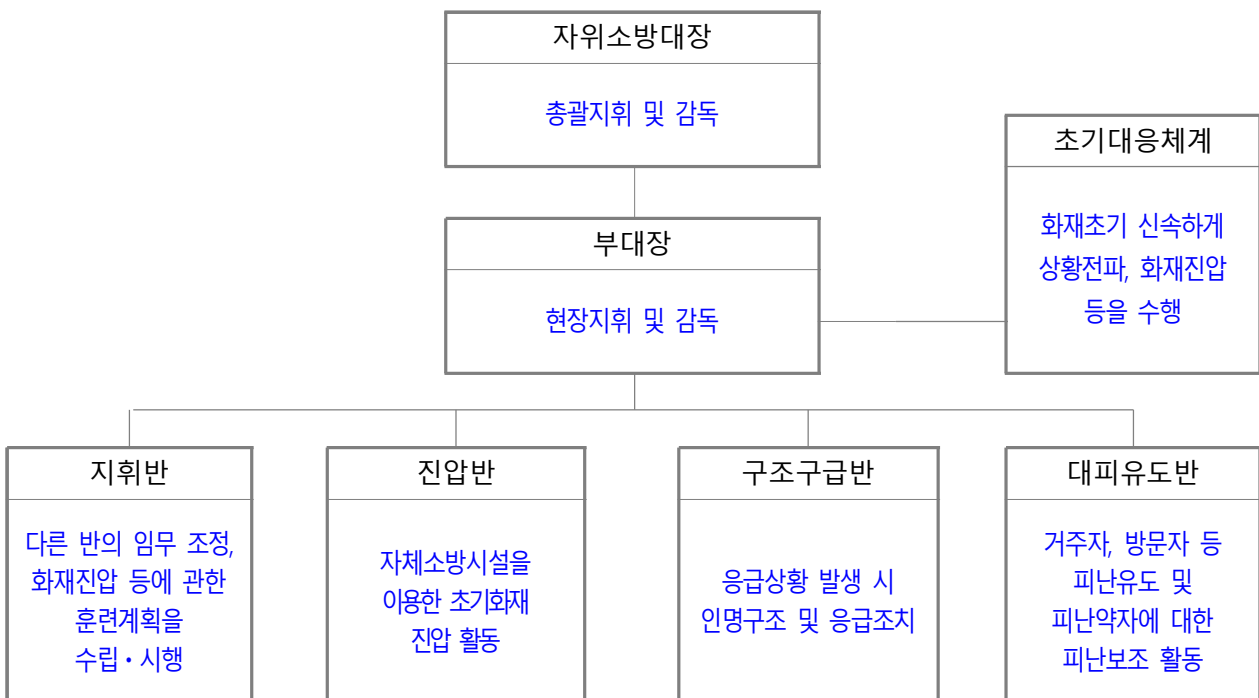 자위소방대장
총괄지휘 및 감독
초기대응체계
화재초기 신속하게
상황전파, 화재진압
등을 수행
부대장
현장지휘 및 감독
지휘반
다른 반의 임무 조정,
화재진압 등에 관한
훈련계획을
수립·시행
진압반
자체소방시설을
이용한 초기화재
진압 활동
구조구급반
응급상황 발생 시
인명구조 및 응급조치
대피유도반
거주자, 방문자 등
피난유도 및
피난약자에 대한
피난보조 활동